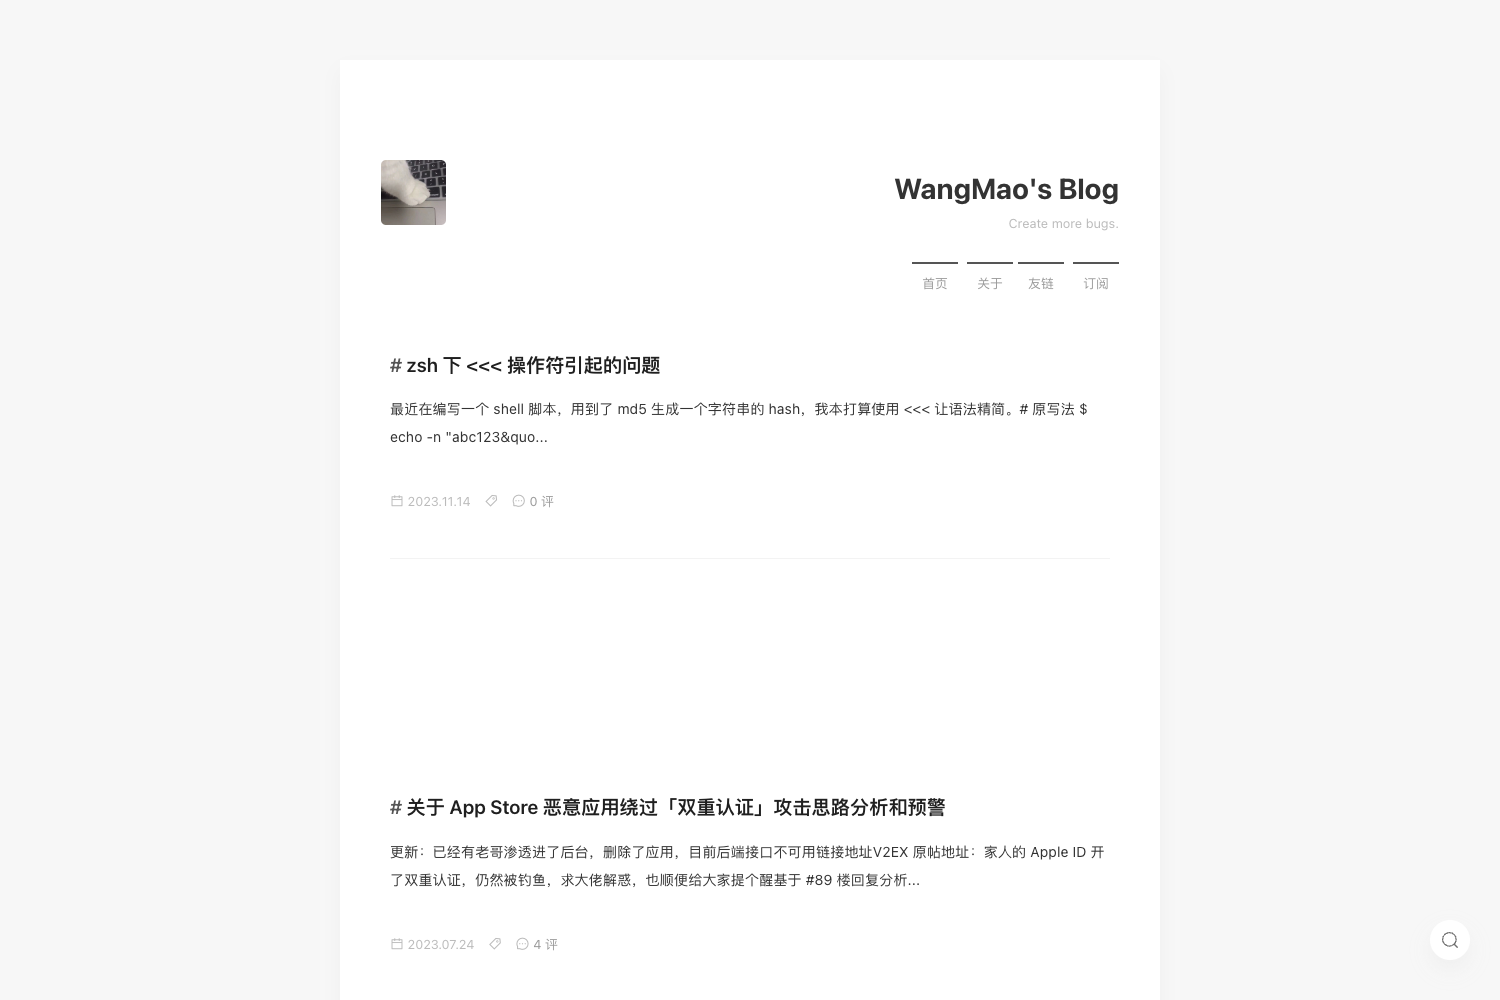 WangMao's Blog
Create more bugs.
首页 关于 友链 订阅
# zsh 下 <<< 操作符引起的问题
最近在编写一个 shell 脚本，用到了 md5 生成一个字符串的 hash，我本打算使用 <<< 让语法精简。# 原写法 $
echo -n "abc123&quo...
2023.11.14 0 评
# 关于 App Store 恶意应用绕过「双重认证」攻击思路分析和预警
更新：已经有老哥渗透进了后台，删除了应用，目前后端接口不可用链接地址V2EX 原帖地址：家人的 Apple ID 开
了双重认证，仍然被钓鱼，求大佬解惑，也顺便给大家提个醒基于 #89 楼回复分析...
2023.07.24 4 评